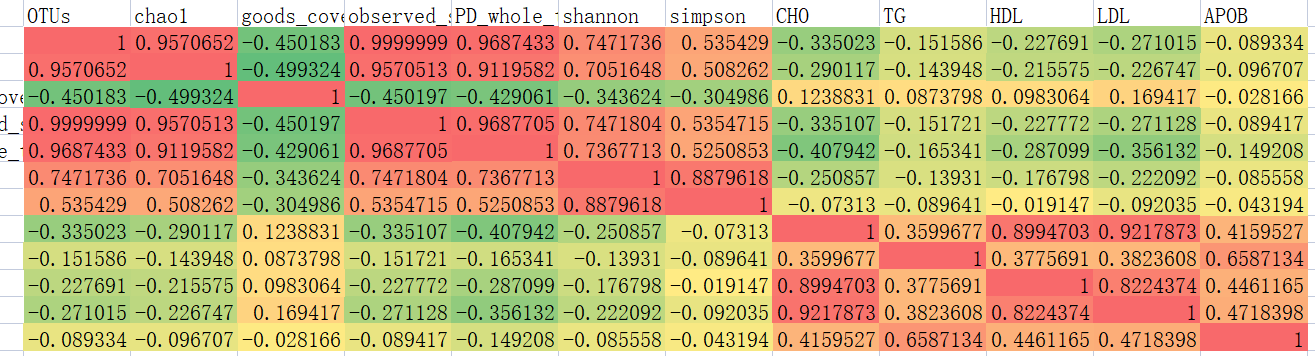 OTUs chao1 goods_cove observed_s PD_whole_t shannon simpson CHO TG HDL LDL APOB
1 0.9570652 -0.450183 0.9999999 0.9687433 0.7471736 0.535429 -0.335023 -0.151586 -0.227691 -0.271015 -0.089334
0.9570652 1 -0.499324 0.9570513 0.9119582 0.7051648 0.508262 -0.290117 -0.143948 -0.215575 -0.226747 -0.096707
ove -0.450183 -0.499324 1 -0.450197 -0.429061 -0.343624 -0.304986 0.1238831 0.0873798 0.0983064 0.169417 -0.028166
d_s 0.9999999 0.9570513 -0.450197 1 0.9687705 0.7471804 0.5354715 -0.335107 -0.151721 -0.227772 -0.271128 -0.089417
e_t 0.9687433 0.9119582 -0.429061 0.9687705 1 0.7367713 0.5250853 -0.407942 -0.165341 -0.287099 -0.356132 -0.149208
0.7471736 0.7051648 -0.343624 0.7471804 0.7367713 1 0.8879618 -0.250857 -0.13931 -0.176798 -0.222092 -0.085558
0.535429 0.508262 -0.304986 0.5354715 0.5250853 0.8879618 1 -0.07313 -0.089641 -0.019147 -0.092035 -0.043194
-0.335023 -0.290117 0.1238831 -0.335107 -0.407942 -0.250857 -0.07313 1 0.3599677 0.8994703 0.9217873 0.4159527
-0.151586 -0.143948 0.0873798 -0.151721 -0.165341 -0.13931 -0.089641 0.3599677 1 0.3775691 0.3823608 0.6587134
-0.227691 -0.215575 0.0983064 -0.227772 -0.287099 -0.176798 -0.019147 0.8994703 0.3775691 1 0.8224374 0.4461165
-0.271015 -0.226747 0.169417 -0.271128 -0.356132 -0.222092 -0.092035 0.9217873 0.3823608 0.8224374 1 0.4718398
-0.089334 -0.096707 -0.028166 -0.089417 -0.149208 -0.085558 -0.043194 0.4159527 0.6587134 0.4461165 0.4718398 1